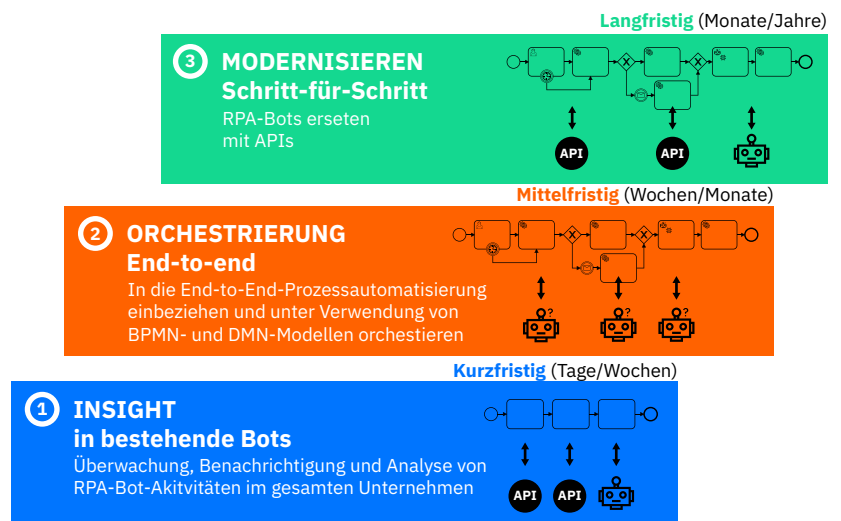 Langfristig (Monate/Jahre)
3 MODERNISIEREN
Schritt-für-Schritt
RPA-Bots erseten
mit APIs
API
API
Mittelfristig (Wochen/Monate)
2 ORCHESTRIERUNG
End-to-end
In die End-to-End-Prozessautomatisierung
einbeziehen und unter Verwendung von
BPMN- und DMN-Modellen orchestieren
? ? ?
Kurzfristig (Tage/Wochen)
1 INSIGHT
in bestehende Bots
Überwachung, Benachrichtigung und Analyse von
RPA-Bot-Akitvitäten im gesamten Unternehmen
API
API